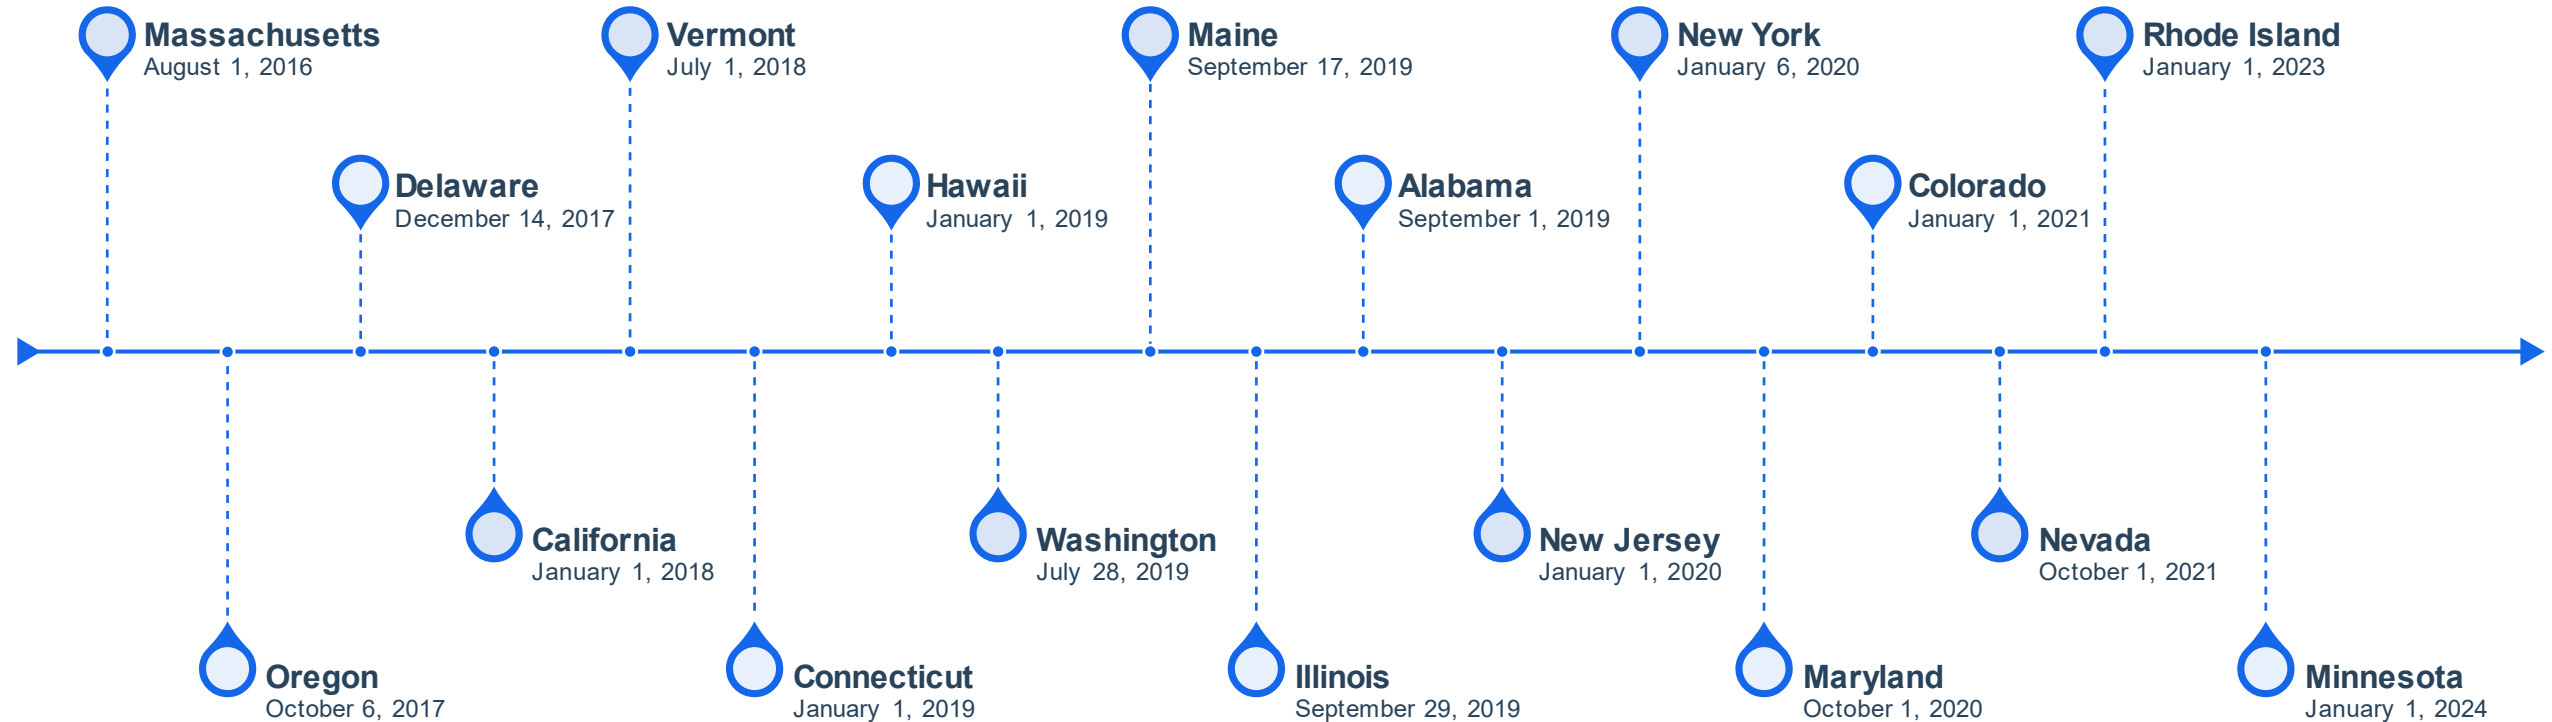 Massachusetts
August 1, 2016
Vermont
July 1, 2018
Maine
September 17, 2019
New York
January 6, 2020
Rhode Island
January 1, 2023
Delaware
December 14, 2017
Hawaii
January 1, 2019
Alabama
September 1, 2019
Colorado
January 1, 2021
California
January 1, 2018
Washington
July 28, 2019
New Jersey
January 1, 2020
Nevada
October 1, 2021
Oregon
October 6, 2017
Connecticut
January 1, 2019
Illinois
September 29, 2019
Maryland
October 1, 2020
Minnesota
January 1, 2024